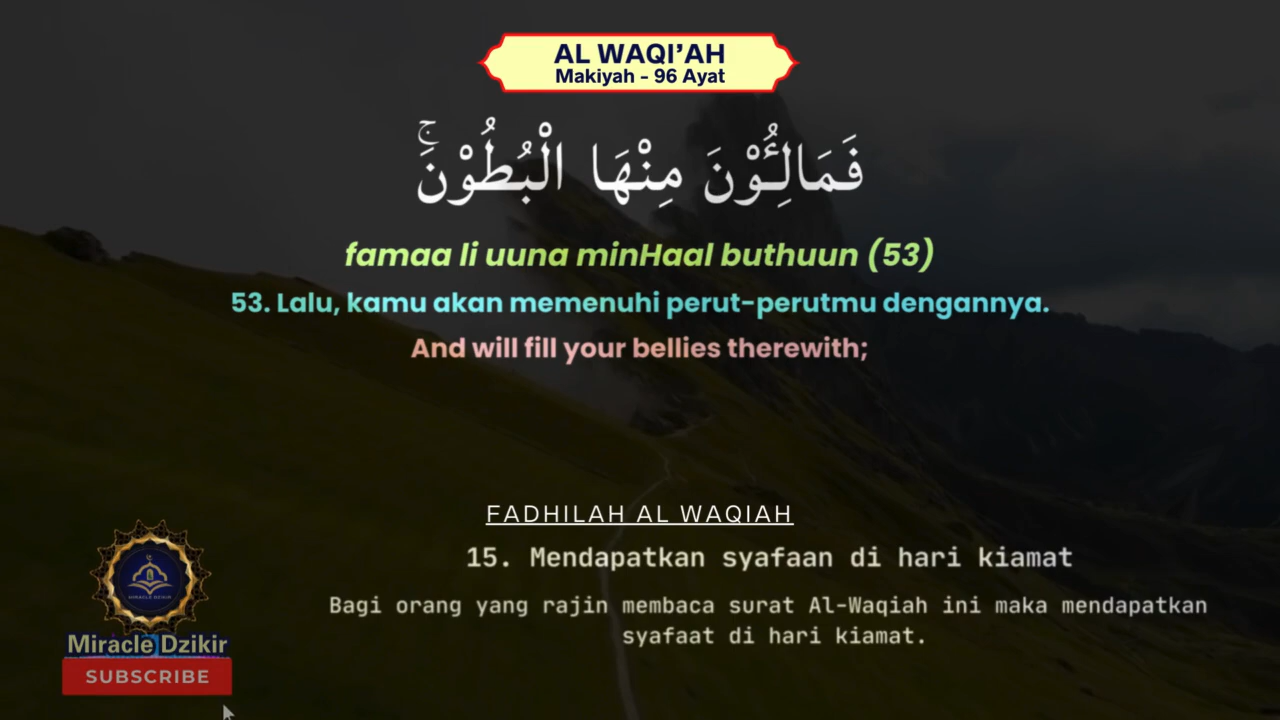 AL WAQI’AH
Makiyah - 96 Ayat
فَمَالِـُٔوْنَ مِنْهَا الْبُطُوْنَۚ
famaa li uuna minHaal buthuun (53)
53. Lalu, kamu akan memenuhi perut-perutmu dengannya.
And will fill your bellies therewith;
FADHILAH AL WAQIAH
15. Mendapatkan syafaan di hari kiamat
Bagi orang yang rajin membaca surat Al-Waqiah ini maka mendapatkan
syafaat di hari kiamat.
MIRACLE DZIKIR
Miracle Dzikir
SUBSCRIBE